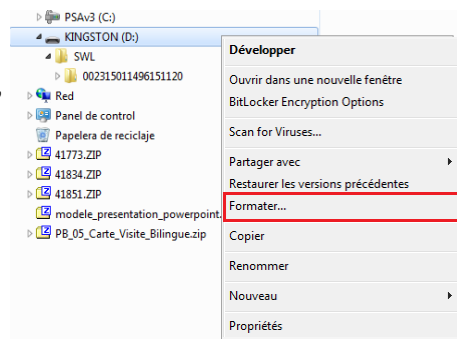 PSAv3 (C:)
KINGSTON (D:)
SWL
002315011496151120
Red
Panel de control
Papelera de reciclaje
41773.ZIP
41834.ZIP
41851.ZIP
modele_presentation_powerpoint.
PB_05_Carte_Visite_Bilingue.zip
Développer
Ouvrir dans une nouvelle fenêtre
BitLocker Encryption Options
Scan for Viruses...
Partager avec
Restaurer les versions précédentes
Formater...
Copier
Renommer
Nouveau
Propriétés